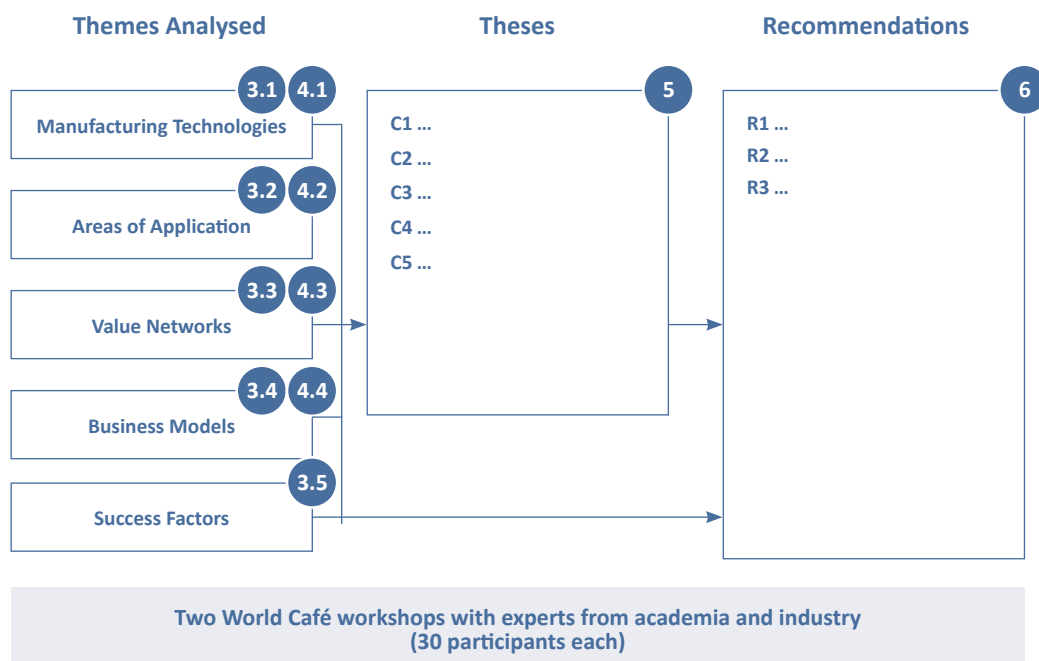 Themes Analysed
Theses
Recommendations
3.1
4.1
Manufacturing Technologies
3.2
4.2
Areas of Application
3.3
4.3
Value Networks
3.4
4.4
Business Models
3.5
Success Factors
5
C1 ...
C2 ...
C3 ...
C4 ...
C5 ...
6
R1 ...
R2 ...
R3 ...
Two World Café workshops with experts from academia and industry
(30 participants each)